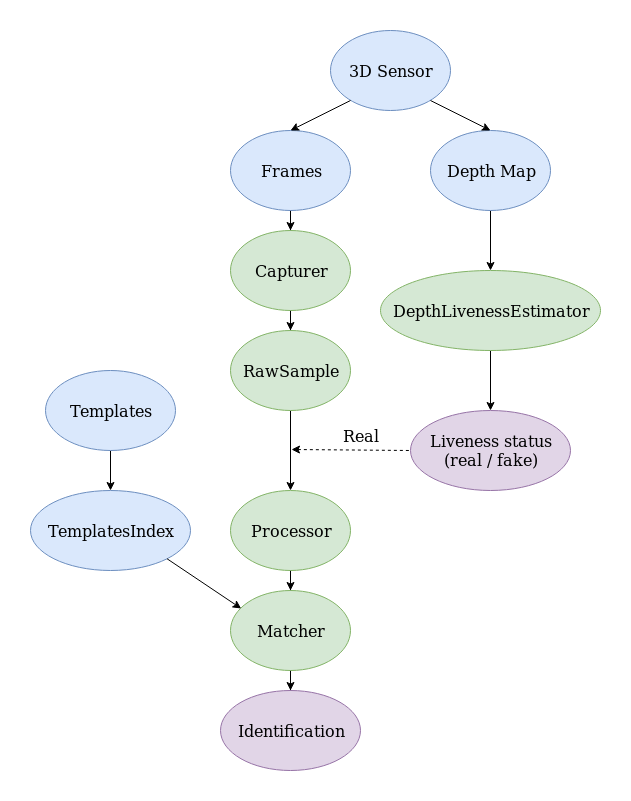 3D Sensor
Frames
Depth Map
Capturer
DepthLivenessEstimator
RawSample
Templates
Real
Liveness status
(real / fake)
TemplatesIndex
Processor
Matcher
Identification